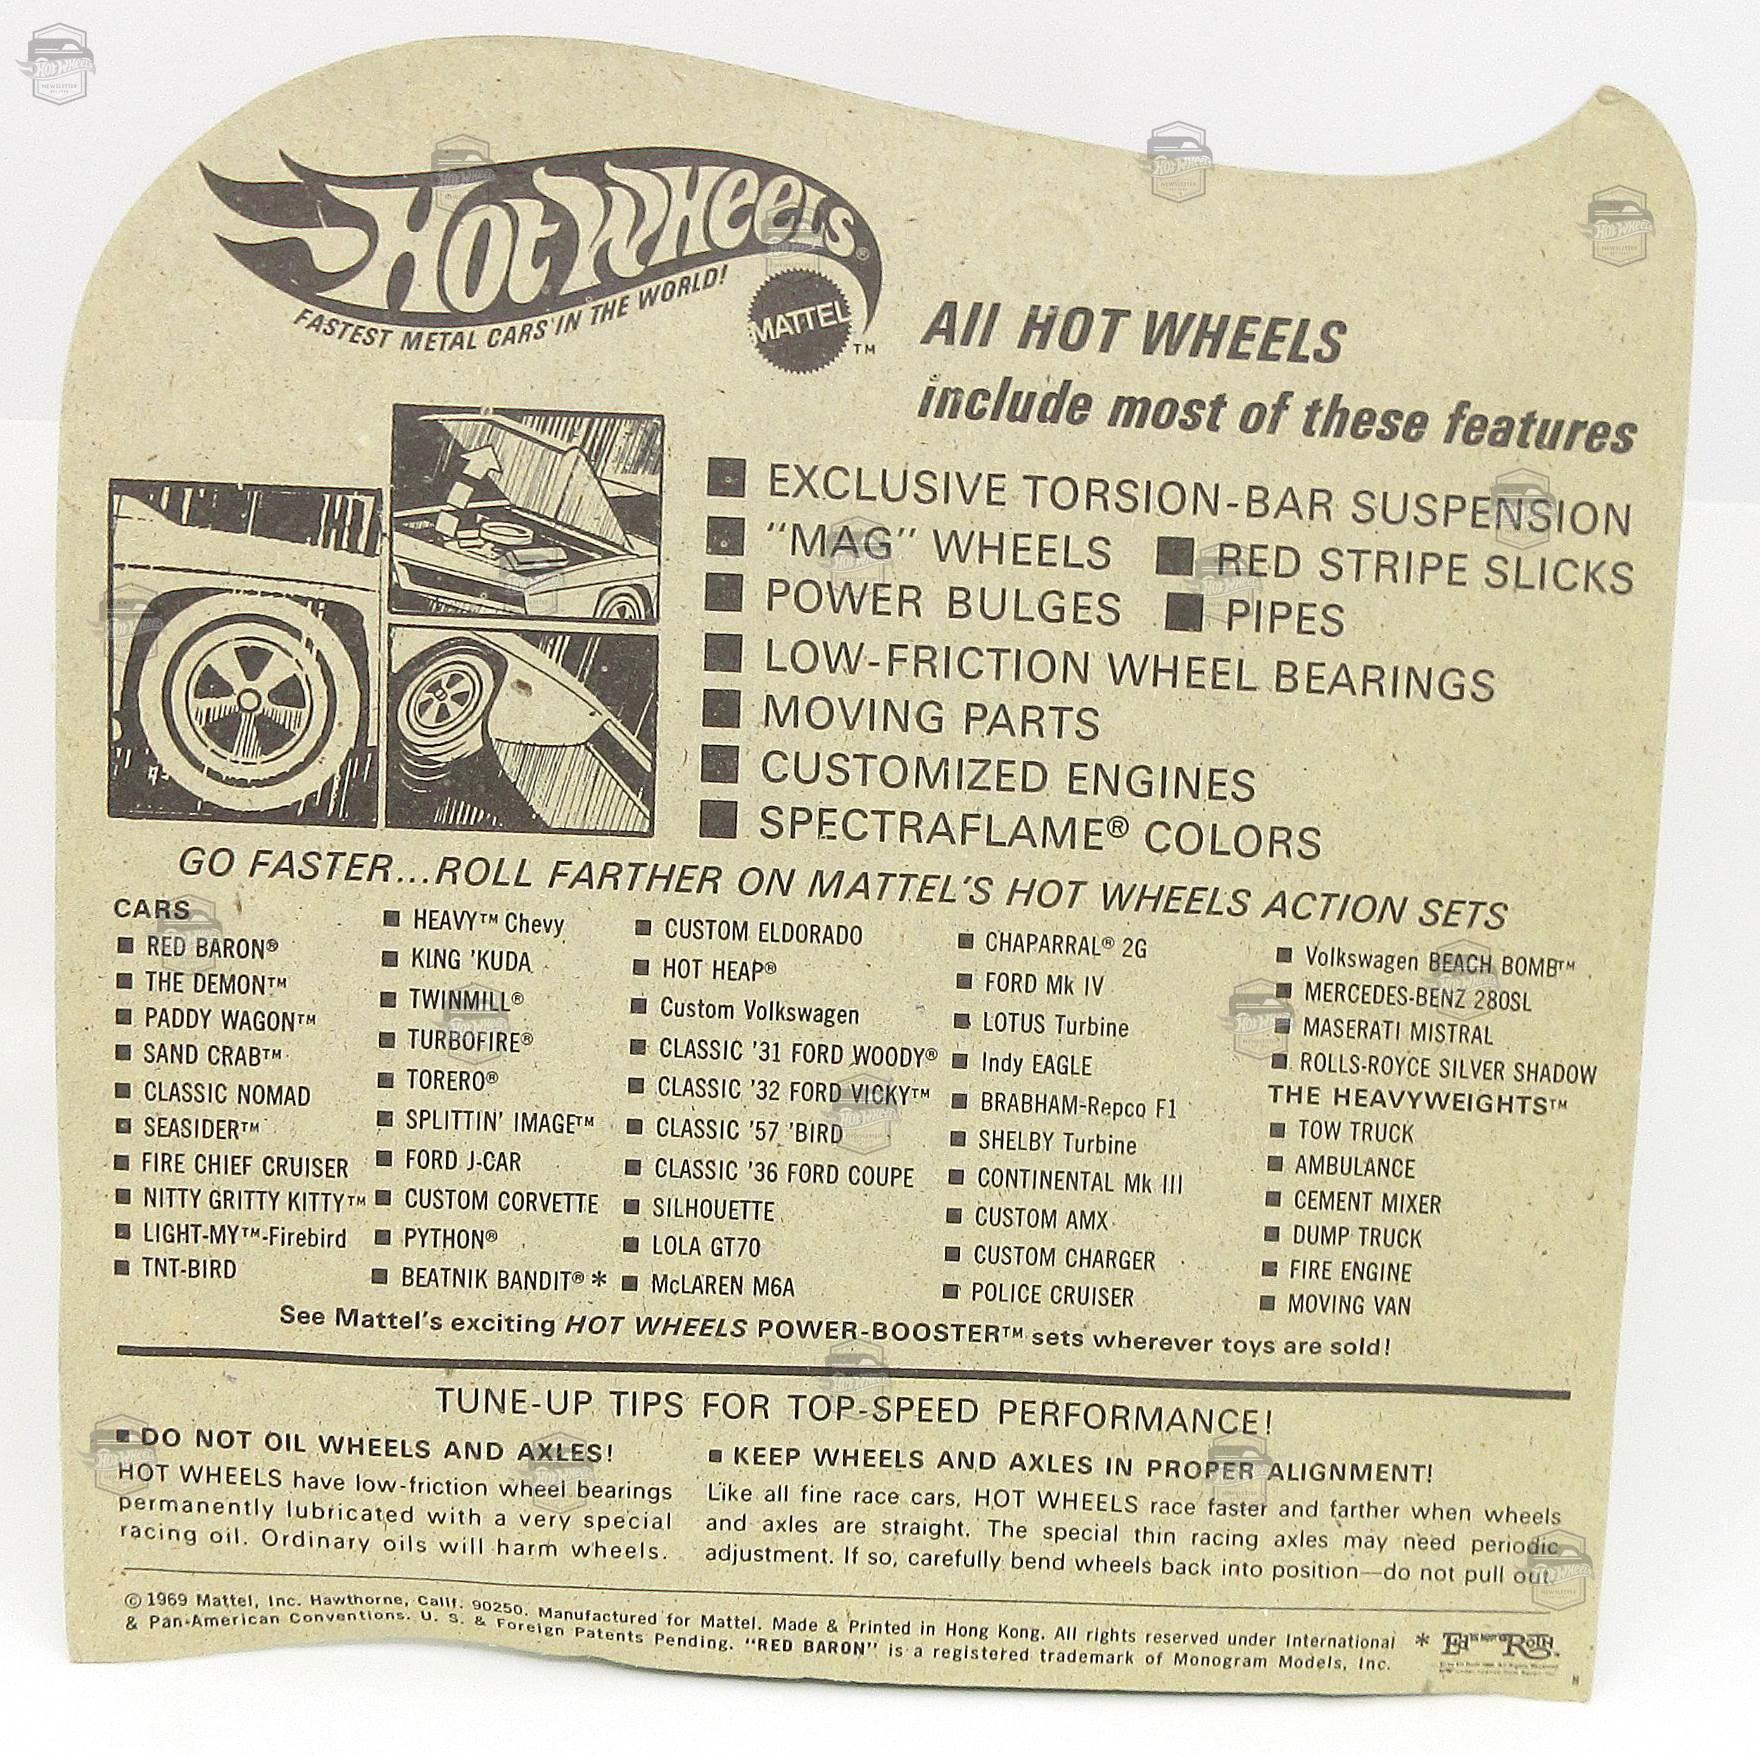 HOT WHEELS®
FASTEST METAL CARS IN THE WORLD!
MATTEL ™
All HOT WHEELS
include most of these features
■ EXCLUSIVE TORSION-BAR SUSPENSION
■ "MAG" WHEELS ■ RED STRIPE SLICKS
■ POWER BULGES ■ PIPES
■ LOW-FRICTION WHEEL BEARINGS
■ MOVING PARTS
■ CUSTOMIZED ENGINES
■ SPECTRAFLAME® COLORS
GO FASTER...ROLL FARTHER ON MATTEL'S HOT WHEELS ACTION SETS
CARS
■ RED BARON®
■ THE DEMON™
■ PADDY WAGON™
■ SAND CRAB™
■ CLASSIC NOMAD
■ SEASIDER™
■ FIRE CHIEF CRUISER
■ NITTY GRITTY KITTY™
■ LIGHT-MY™-Firebird
■ TNT-BIRD
■ HEAVY™ Chevy
■ KING 'KUDA
■ TWINMILL®
■ TURBOFIRE®
■ TORERO®
■ SPLITTIN' IMAGE™
■ FORD J-CAR
■ CUSTOM CORVETTE
■ PYTHON®
■ BEATNIK BANDIT® *
■ CUSTOM ELDORADO
■ HOT HEAP®
■ Custom Volkswagen
■ CLASSIC '31 FORD WOODY®
■ CLASSIC '32 FORD VICKY™
■ CLASSIC '57 'BIRD
■ CLASSIC '36 FORD COUPE
■ SILHOUETTE
■ LOLA GT70
■ McLAREN M6A
■ CHAPARRAL® 2G
■ FORD Mk IV
■ LOTUS Turbine
■ Indy EAGLE
■ BRABHAM-Repco F1
■ SHELBY Turbine
■ CONTINENTAL Mk III
■ CUSTOM AMX
■ CUSTOM CHARGER
■ POLICE CRUISER
■ Volkswagen BEACH BOMB™
■ MERCEDES-BENZ 280SL
■ MASERATI MISTRAL
■ ROLLS-ROYCE SILVER SHADOW
THE HEAVYWEIGHTS™
■ TOW TRUCK
■ AMBULANCE
■ CEMENT MIXER
■ DUMP TRUCK
■ FIRE ENGINE
■ MOVING VAN
See Mattel's exciting HOT WHEELS POWER-BOOSTER™ sets wherever toys are sold!
TUNE-UP TIPS FOR TOP-SPEED PERFORMANCE!
■ DO NOT OIL WHEELS AND AXLES!
HOT WHEELS have low-friction wheel bearings
permanently lubricated with a very special
racing oil. Ordinary oils will harm wheels.
■ KEEP WHEELS AND AXLES IN PROPER ALIGNMENT!
Like all fine race cars, HOT WHEELS race faster and farther when wheels
and axles are straight. The special thin racing axles may need periodic
adjustment. If so, carefully bend wheels back into position—do not pull out.
© 1969 Mattel, Inc. Hawthorne, Calif. 90250. Manufactured for Mattel. Made & Printed in Hong Kong. All rights reserved under International
& Pan-American Conventions. U. S. & Foreign Patents Pending. "RED BARON" is a registered trademark of Monogram Models, Inc.
* Ed Roth
N